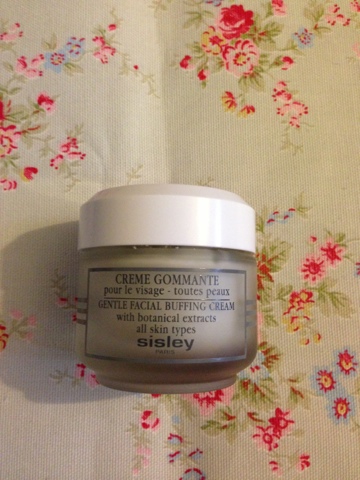 CREME GOMMANTE
pour le visage - toutes peaux
GENTLE FACIAL BUFFING CREAM
with botanical extracts
all skin types
sisley
PARIS